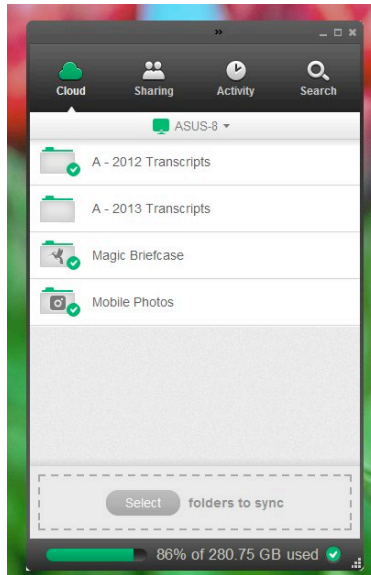 »
Cloud Sharing Activity Search
ASUS-8
A - 2012 Transcripts
A - 2013 Transcripts
Magic Briefcase
Mobile Photos
Select folders to sync
86% of 280.75 GB used